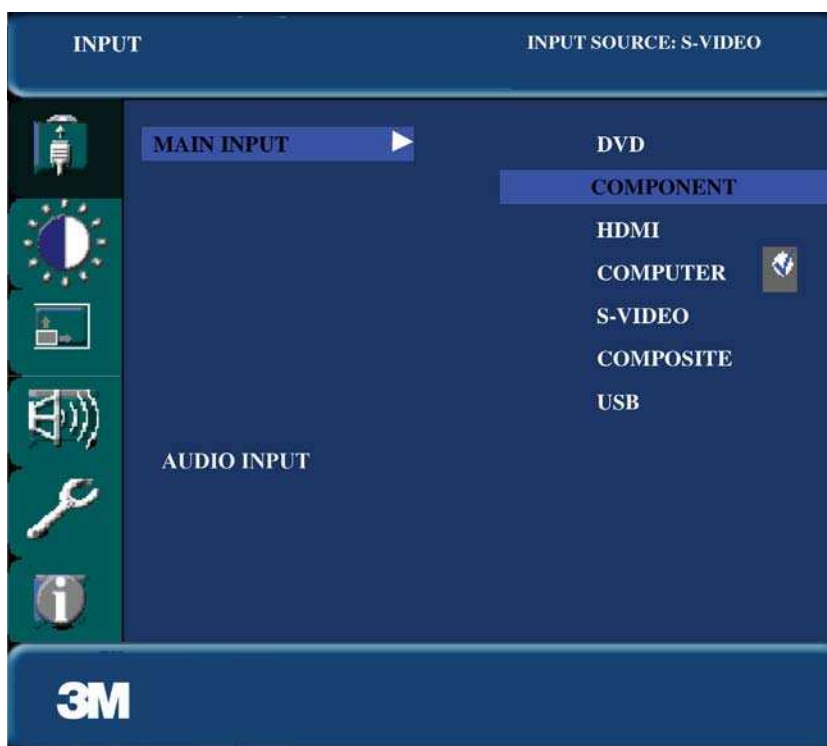 INPUT
INPUT SOURCE: S-VIDEO
MAIN INPUT
DVD
COMPONENT
HDMI
COMPUTER
S-VIDEO
COMPOSITE
USB
AUDIO INPUT
3M